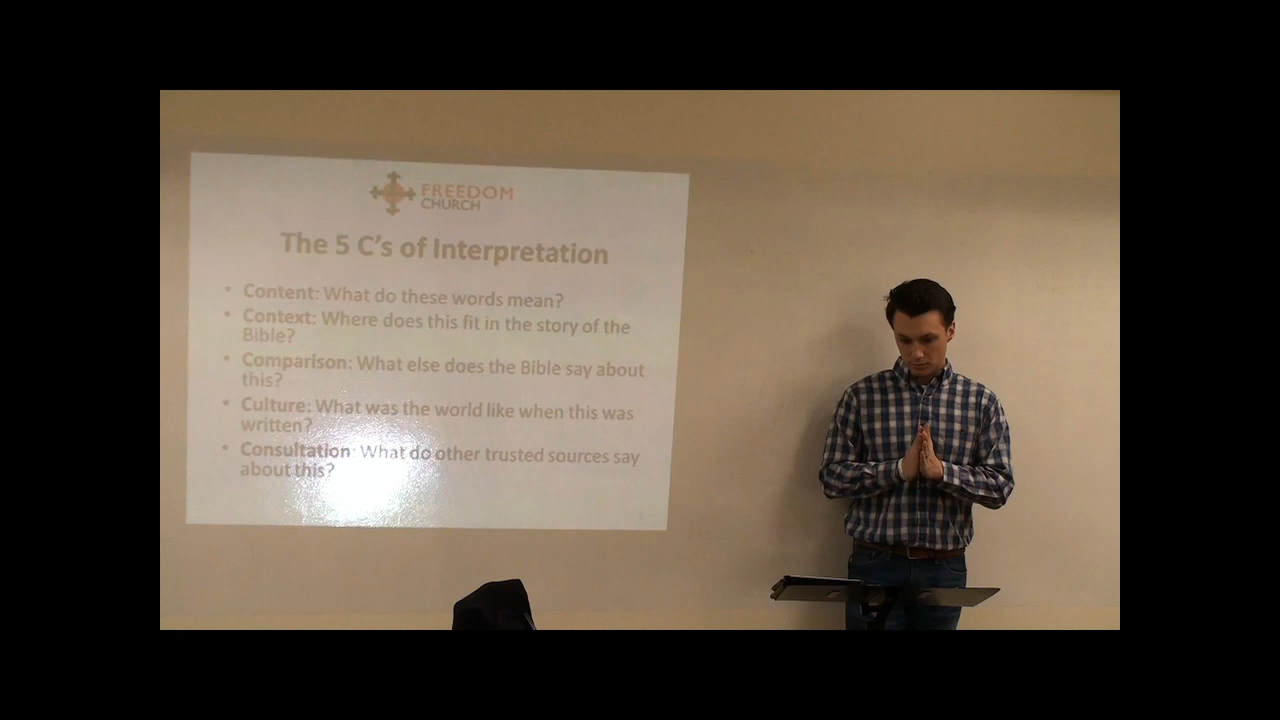 FREEDOM
CHURCH
The 5 C's of Interpretation
• Content: What do these words mean?
• Context: Where does this fit in the story of the
Bible?
• Comparison: What else does the Bible say about
this?
• Culture: What was the world like when this was
written?
• Consultation: What do other trusted sources say
about this?